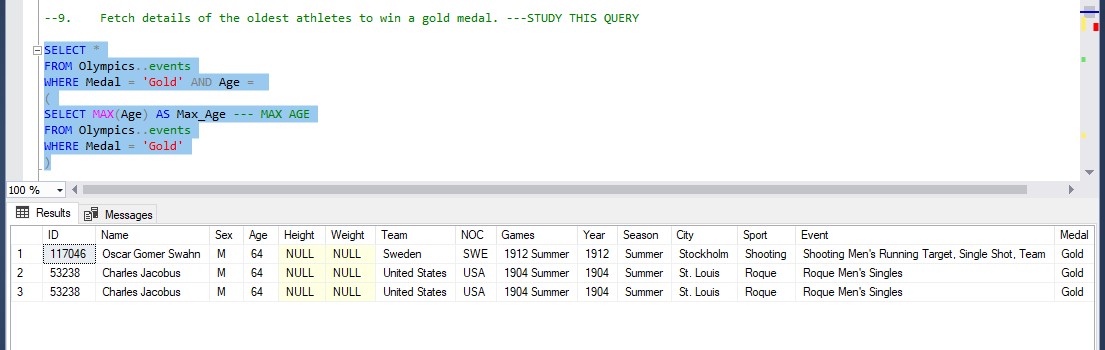 --9.    Fetch details of the oldest athletes to win a gold medal. ---STUDY THIS QUERY
SELECT *
FROM Olympics..events
WHERE Medal = 'Gold' AND Age =
(
SELECT MAX(Age) AS Max_Age --- MAX AGE
FROM Olympics..events
WHERE Medal = 'Gold'
)
100 %
Results Messages
ID Name Sex Age Height Weight Team NOC Games Year Season City Sport Event Medal
1 117046 Oscar Gomer Swahn M 64 NULL NULL Sweden SWE 1912 Summer 1912 Summer Stockholm Shooting Shooting Men's Running Target, Single Shot, Team Gold
2 53238 Charles Jacobus M 64 NULL NULL United States USA 1904 Summer 1904 Summer St. Louis Roque Roque Men's Singles Gold
3 53238 Charles Jacobus M 64 NULL NULL United States USA 1904 Summer 1904 Summer St. Louis Roque Roque Men's Singles Gold